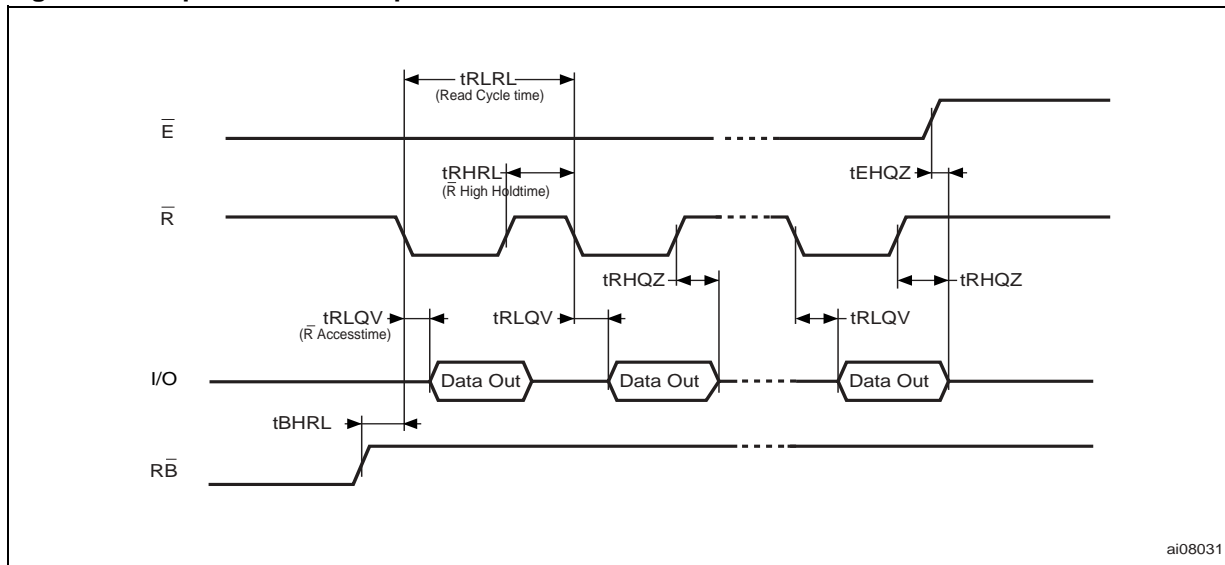 tRLRL
(Read Cycle time)
E̅
tRHRL
(R̅ High Holdtime)
tEHQZ
R̅
tRHQZ
tRHQZ
tRLQV
(R̅ Accesstime)
tRLQV
tRLQV
I/O
Data Out
Data Out
Data Out
tBHRL
RB̅
ai08031